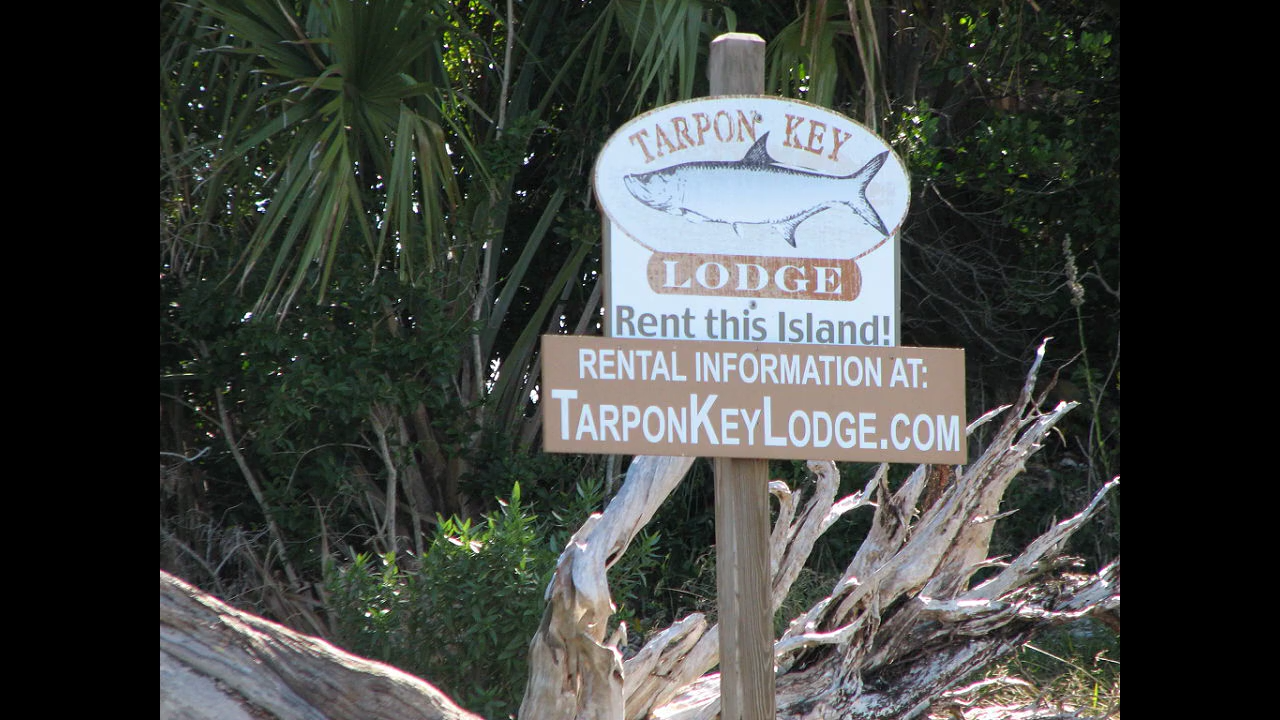 TARPON KEY
LODGE
Rent this Island!
RENTAL INFORMATION AT:
TARPONKEYLODGE.COM